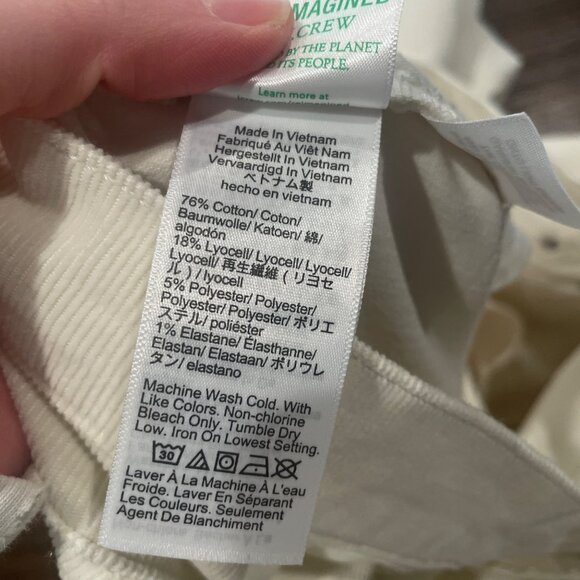 IMAGINED
CREW
BY THE PLANET
ITS PEOPLE.
Learn more at
Made In Vietnam
Fabriqué Au Viêt Nam
Hergestellt In Vietnam
Vervaardigd In Vietnam
ベトナム製
hecho en vietnam
76% Cotton/ Coton/
Baumwolle/ Katoen/ 綿/
algodón
18% Lyocell/ Lyocell/ Lyocell/
Lyocell/ 再生繊維 ( リヨセ
ル ) / lyocell
5% Polyester/ Polyester/
Polyester/ Polyester/ ポリエ
ステル/ poliéster
1% Elastane/ Élasthanne/
Elastan/ Elastaan/ ポリウレ
タン/ elastano
Machine Wash Cold. With
Like Colors. Non-chlorine
Bleach Only. Tumble Dry
Low. Iron On Lowest Setting.
30
Laver À La Machine À L'eau
Froide. Laver En Séparant
Les Couleurs. Seulement
Agent De Blanchiment